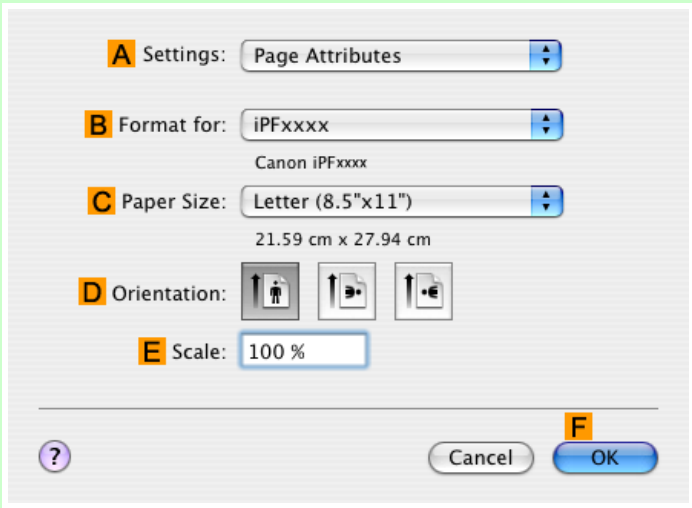 A Settings: Page Attributes
B Format for: iPFxxxx
Canon iPFxxxx
C Paper Size: Letter (8.5"x11")
21.59 cm x 27.94 cm
D Orientation:
E Scale: 100 %
F
? Cancel OK